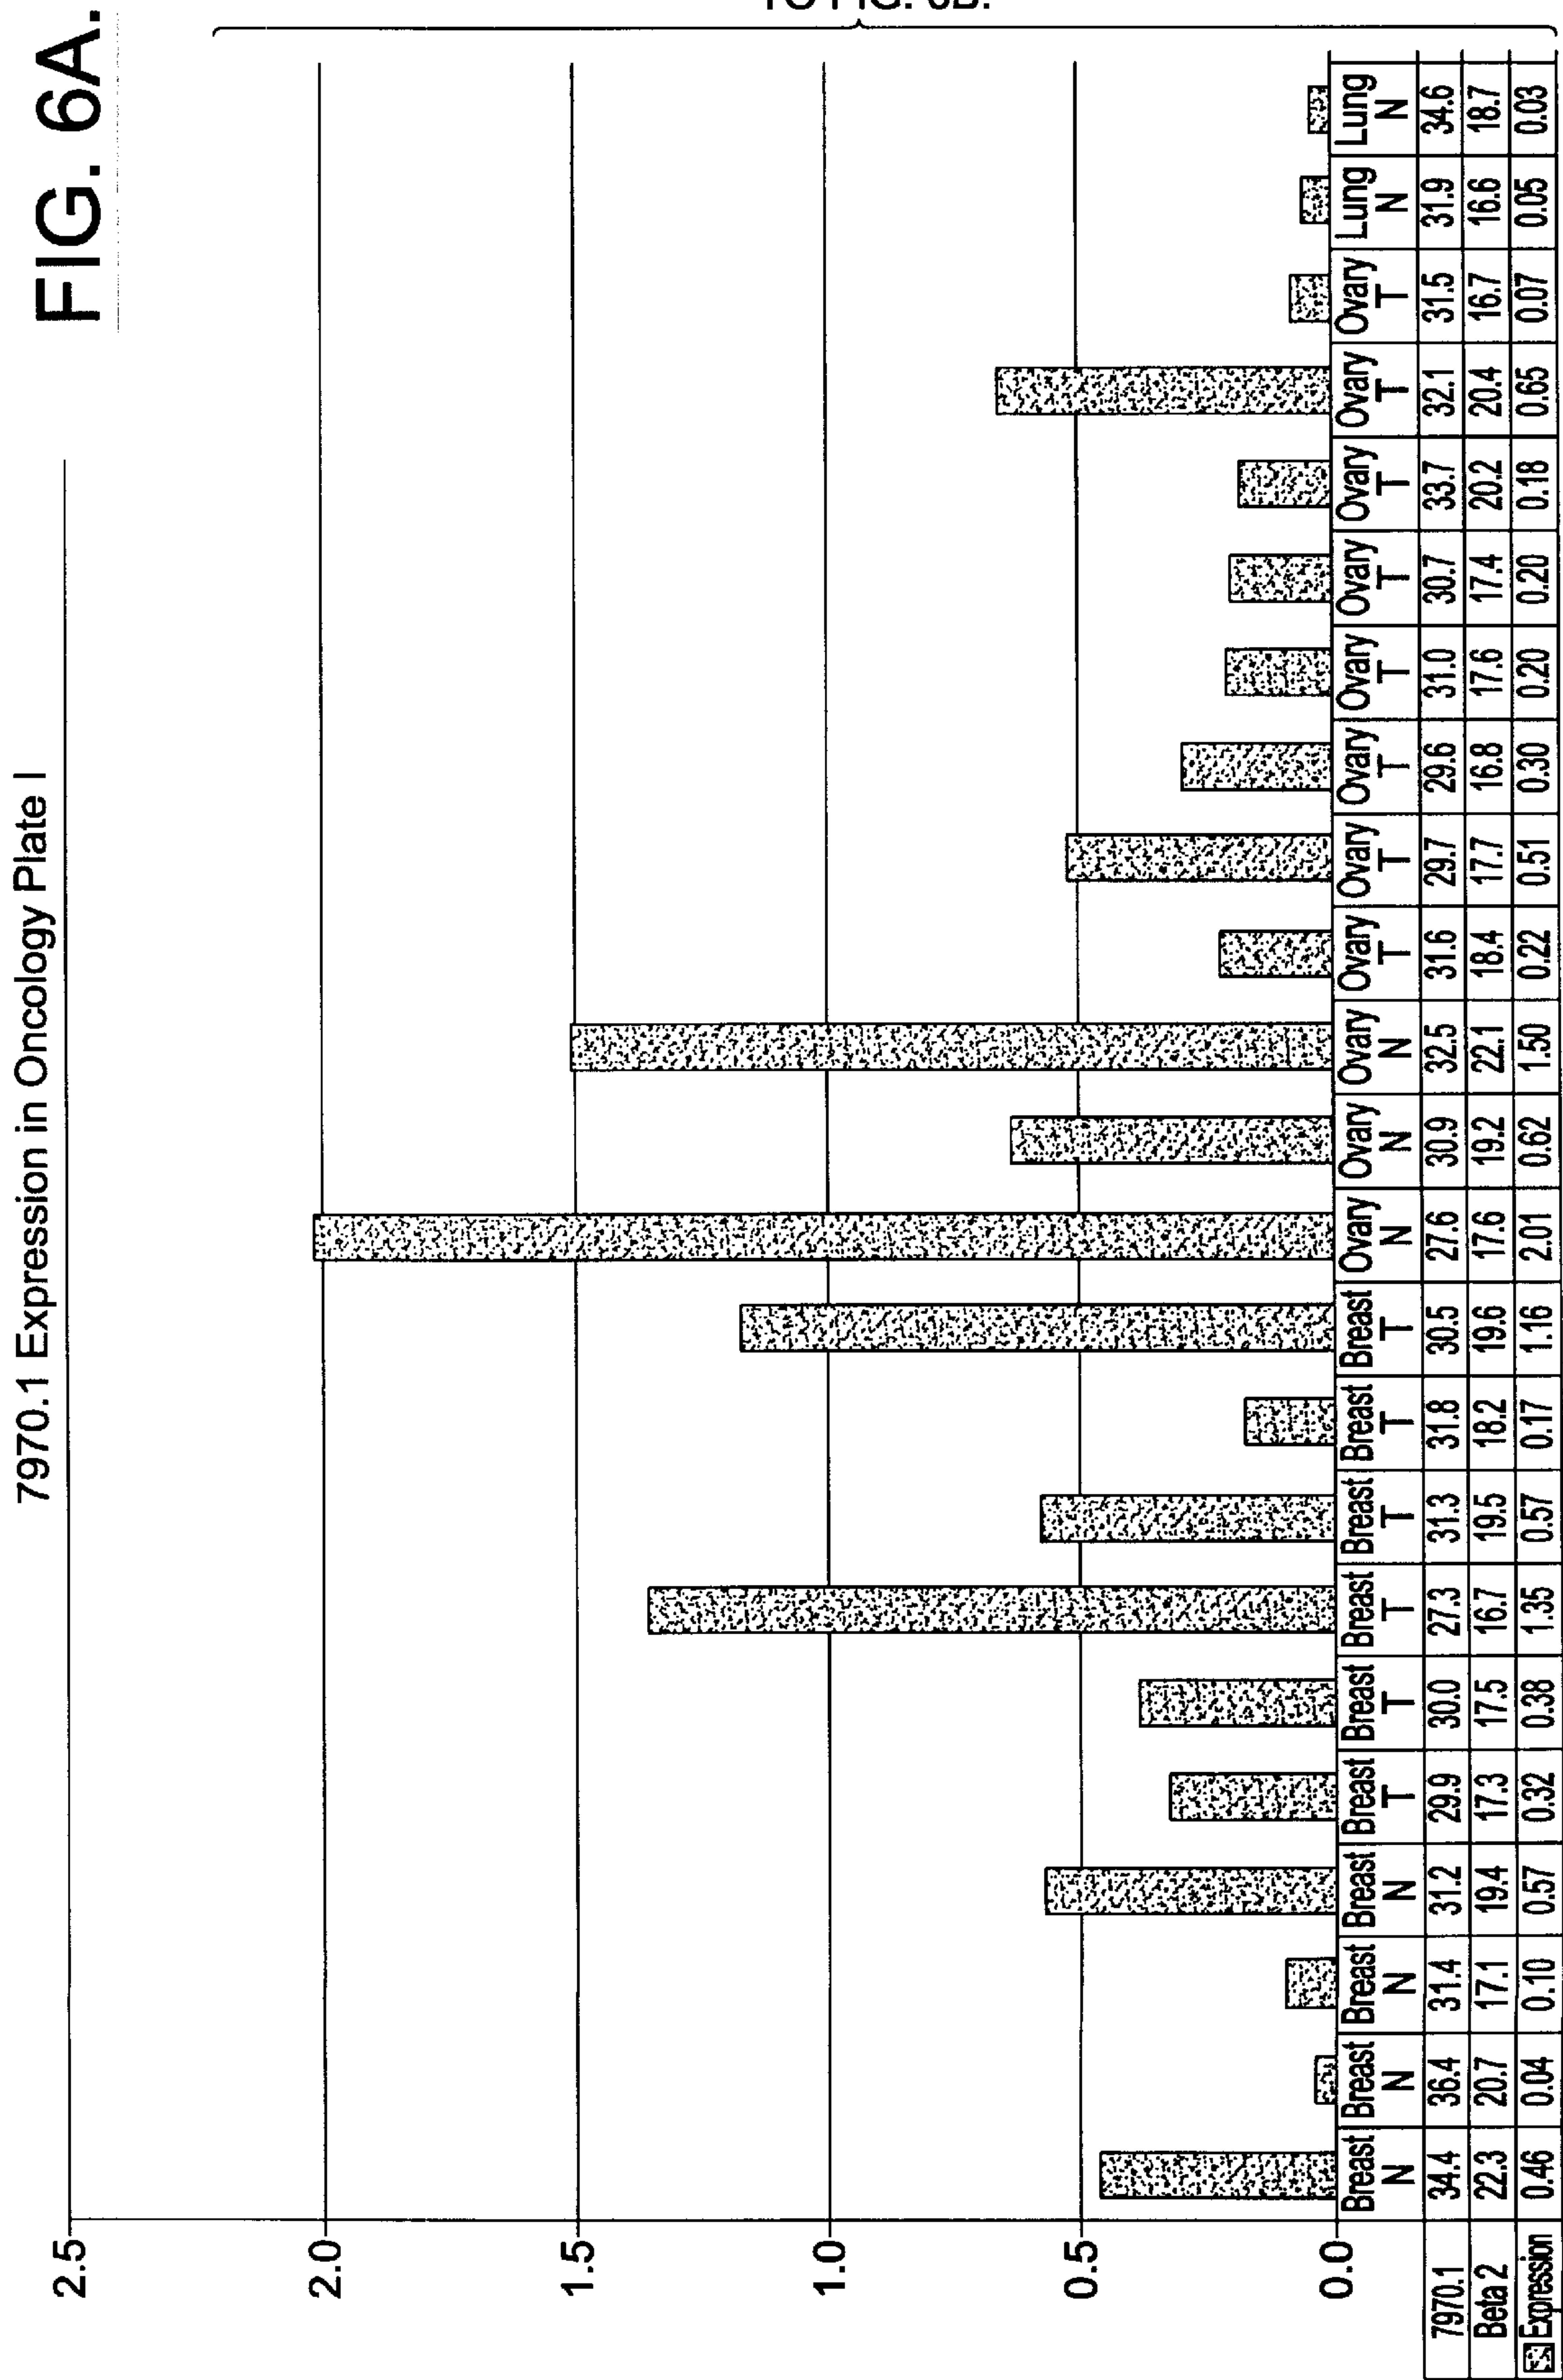 FIG. 6A.
7970.1 Expression in Oncology Plate I
2.5
2.0
1.5
1.0
0.5
0.0
Breast Breast Breast Breast Breast Breast Breast Breast Breast Breast Ovary Ovary Ovary Ovary Ovary Ovary Ovary Ovary Ovary Ovary Ovary Lung Lung
N N N N T T T T T T N N N T T T T T T T T N N
7970.1 34.4 36.4 31.4 31.2 29.9 30.0 27.3 31.3 31.8 30.5 27.6 30.9 32.5 31.6 29.7 29.6 31.0 30.7 33.7 32.1 31.5 31.9 34.6
Beta 2 22.3 20.7 17.1 19.4 17.3 17.5 16.7 19.5 18.2 19.6 17.6 19.2 22.1 18.4 17.7 16.8 17.6 17.4 20.2 20.4 16.7 16.6 18.7
Expression 0.46 0.04 0.10 0.57 0.32 0.38 1.35 0.57 0.17 1.16 2.01 0.62 1.50 0.22 0.51 0.30 0.20 0.20 0.18 0.65 0.07 0.05 0.03
TO FIG. 6B.